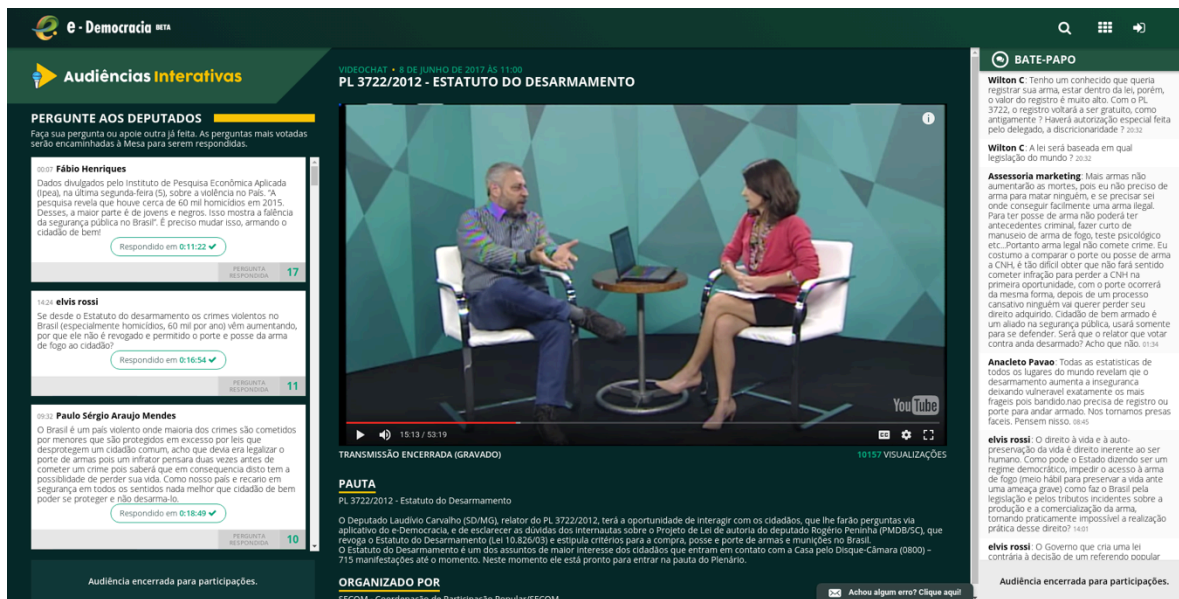 e - Democracia BETA
Audiências Interativas
PERGUNTE AOS DEPUTADOS
Faça sua pergunta ou apoie outra já feita. As perguntas mais votadas
serão encaminhadas à Mesa para serem respondidas.
00:07 Fábio Henriques
Dados divulgados pelo Instituto de Pesquisa Econômica Aplicada
(Ipea), na última segunda-feira (5), sobre a violência no País. “A
pesquisa revela que houve cerca de 60 mil homicídios em 2015.
Desses, a maior parte é de jovens e negros. Isso mostra a falência
da segurança pública no Brasil”. É preciso mudar isso, armando o
cidadão de bem!
Respondido em 0:11:22
PERGUNTA
RESPONDIDA 17
14:24 elvis rossi
Se desde o Estatuto do desarmamento os crimes violentos no
Brasil (especialmente homicídios, 60 mil por ano) vêm aumentando,
por que ele não é revogado e permitido o porte e posse da arma
de fogo ao cidadão?
Respondido em 0:16:54
PERGUNTA
RESPONDIDA 11
09:32 Paulo Sérgio Araujo Mendes
O Brasil é um país violento onde maioria dos crimes são cometidos
por menores que são protegidos em excesso por leis que
desprotegem um cidadão comum, acho que devia era legalizar o
porte de armas pois um infrator pensara duas vezes antes de
cometer um crime pois saberá que em consequencia disto tem a
possiblidade de perder sua vida. Como nosso país e recario em
segurança em todos os sentidos nada melhor que cidadão de bem
poder se proteger e não desarma-lo.
Respondido em 0:18:49
PERGUNTA
RESPONDIDA 10
Audiência encerrada para participações.
VIDEOCHAT • 8 DE JUNHO DE 2017 ÀS 11:00
PL 3722/2012 - ESTATUTO DO DESARMAMENTO
YouTube
15:13 / 53:19
CC
TRANSMISSÃO ENCERRADA (GRAVADO)
10157 VISUALIZAÇÕES
PAUTA
PL 3722/2012 - Estatuto do Desarmamento
O Deputado Laudívio Carvalho (SD/MG), relator do PL 3722/2012, terá a oportunidade de interagir com os cidadãos, que lhe farão perguntas via
aplicativo do e-Democracia, e de esclarecer as dúvidas dos internautas sobre o Projeto de Lei de autoria do deputado Rogério Peninha (PMDB/SC), que
revoga o Estatuto do Desarmamento (Lei 10.826/03) e estipula critérios para a compra, posse e porte de armas e munições no Brasil.
O Estatuto do Desarmamento é um dos assuntos de maior interesse dos cidadãos que entram em contato com a Casa pelo Disque-Câmara (0800) –
715 manifestações até o momento. Neste momento ele está pronto para entrar na pauta do Plenário.
ORGANIZADO POR
SECOM - Coordenação de Participação Popular/SECOM
Achou algum erro? Clique aqui!
BATE-PAPO
Wilton C: Tenho um conhecido que queria
registrar sua arma, estar dentro da lei, porém,
o valor do registro é muito alto. Com o PL
3722, o registro voltará a ser gratuito, como
antigamente ? Haverá autorização especial feita
pelo delegado, a discricionaridade ? 20:32
Wilton C: A lei será baseada em qual
legislação do mundo ? 20:32
Assessoria marketing: Mais armas não
aumentarão as mortes, pois eu não preciso de
arma para matar ninguém, e se precisar sei
onde conseguir facilmente uma arma ilegal.
Para ter posse de arma não poderá ter
antecedentes criminal, fazer curto de
manuseio de arma de fogo, teste psicológico
etc...Portanto arma legal não comete crime. Eu
costumo a comparar o porte ou posse de arma
a CNH, é tão difícil obter que não fará sentido
cometer infração para perder a CNH na
primeira oportunidade, com o porte ocorrerá
da mesma forma, depois de um processo
cansativo ninguém vai querer perder seu
direito adquirido. Cidadão de bem armado é
um aliado na segurança pública, usará somente
para se defender. Será que o relator que votar
contra anda desarmado? Acho que não. 01:34
Anacleto Pavao: Todas as estatisticas de
todos os lugares do mundo revelam qie o
desarmamento aumenta a inseguranca
deixando vulneravel exatamente os mais
frageis pois bandido.nao precisa de registro ou
porte para andar armado. Nos tornamos presas
faceis. Pensem nisso. 08:45
elvis rossi: O direito à vida e à auto-
preservação da vida é direito inerente ao ser
humano. Como pode o Estado dizendo ser um
regime democrático, impedir o acesso à arma
de fogo (meio hábil para preservar a vida ante
uma ameaça grave) como faz o Brasil pela
legislação e pelos tributos incidentes sobre a
produção e a comercialização da arma,
tornando praticamente impossível a realização
prática desse direito? 14:01
elvis rossi: O Governo que cria uma lei
contrária à decisão de um referendo popular
Audiência encerrada para participações.